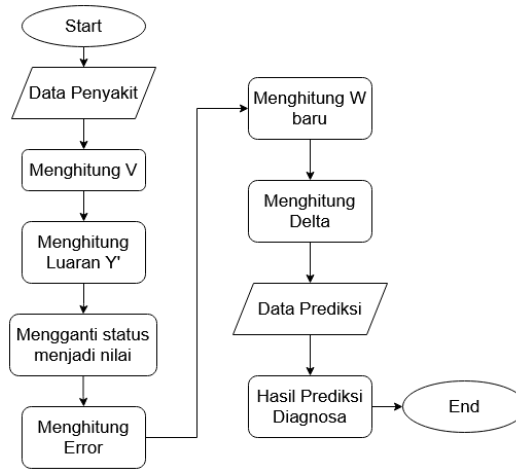 Start
Data Penyakit
Menghitung V
Menghitung
Luaran Y'
Mengganti status
menjadi nilai
Menghitung
Error
Menghitung W
baru
Menghitung
Delta
Data Prediksi
Hasil Prediksi
Diagnosa
End